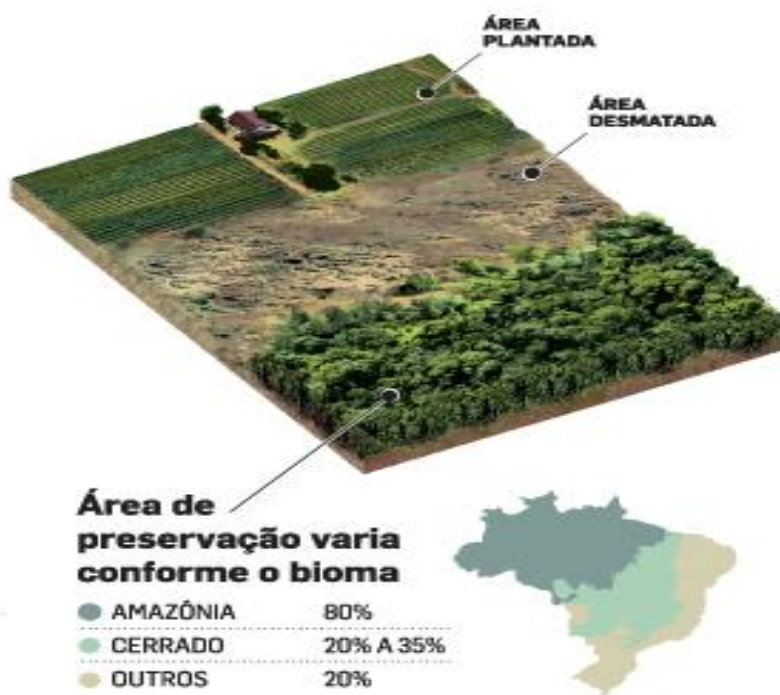 ÁREA
PLANTADA
ÁREA
DESMATADA
Área de
preservação varia
conforme o bioma
AMAZÔNIA 80%
CERRADO 20% A 35%
OUTROS 20%